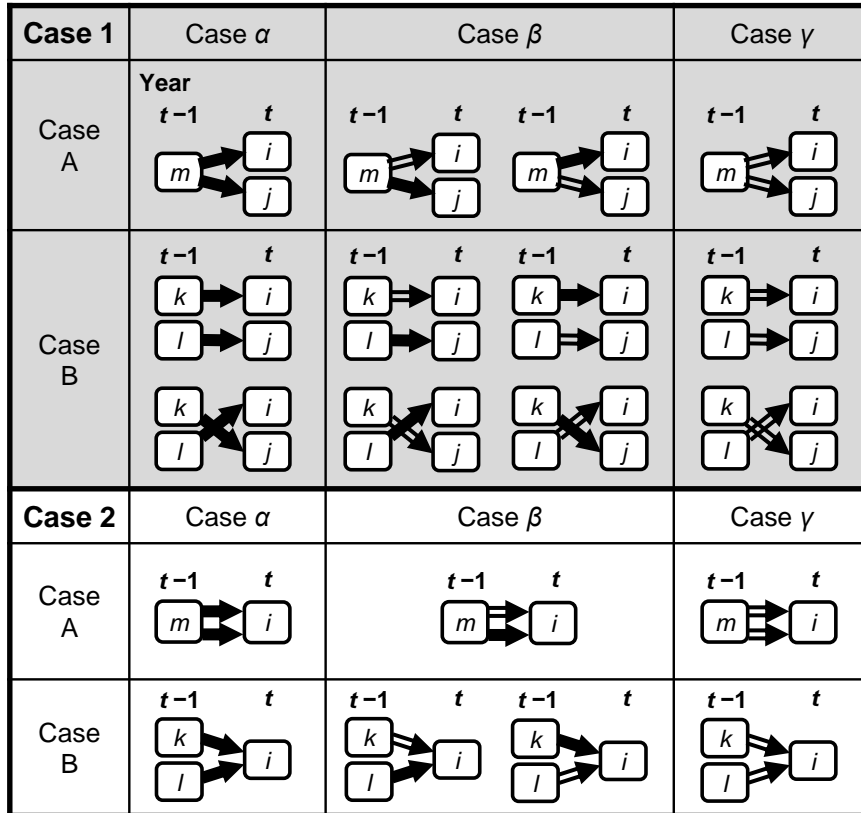 Case 1 Case α Case β Case γ
Case A
Year
t−1 t t−1 t t−1 t t−1 t
m i m i m i m i
j j j j
Case B
t−1 t t−1 t t−1 t t−1 t
k i k i k i k i
l j l j l j l j
k i k i k i k i
l j l j l j l j
Case 2 Case α Case β Case γ
Case A
t−1 t t−1 t t−1 t
m i m i m i
Case B
t−1 t t−1 t t−1 t t−1 t
k k k k
i i i i
l l l l